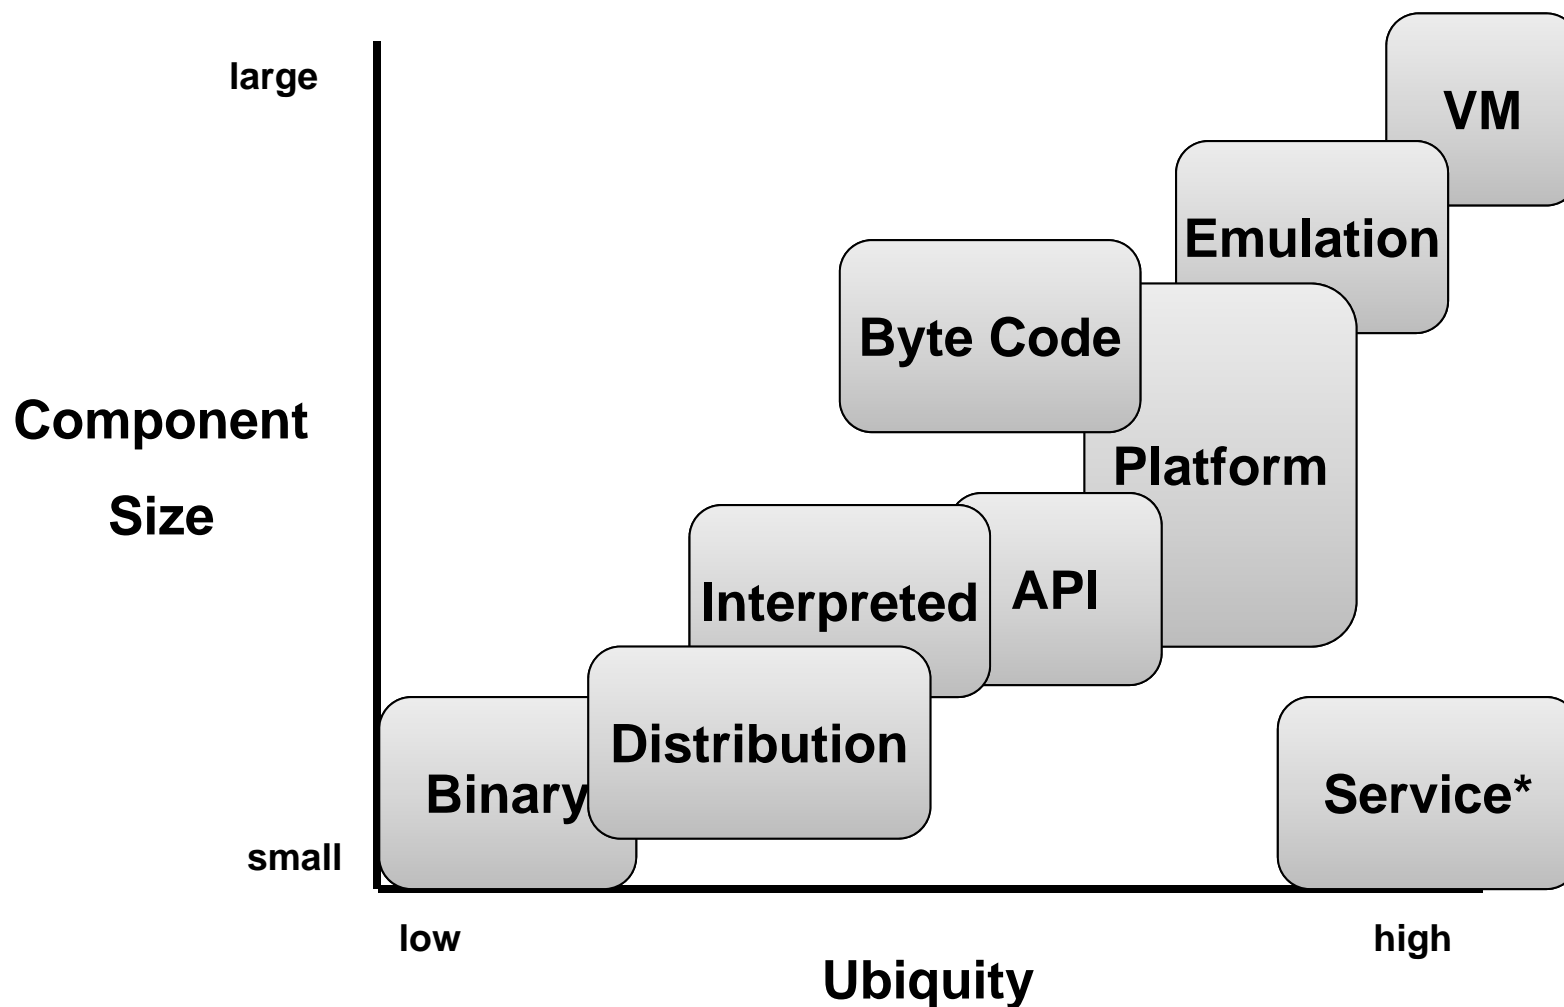 large
VM
Emulation
Byte Code
Component
Size
Platform
API
Interpreted
Distribution
Binary
Service*
small
low
high
Ubiquity